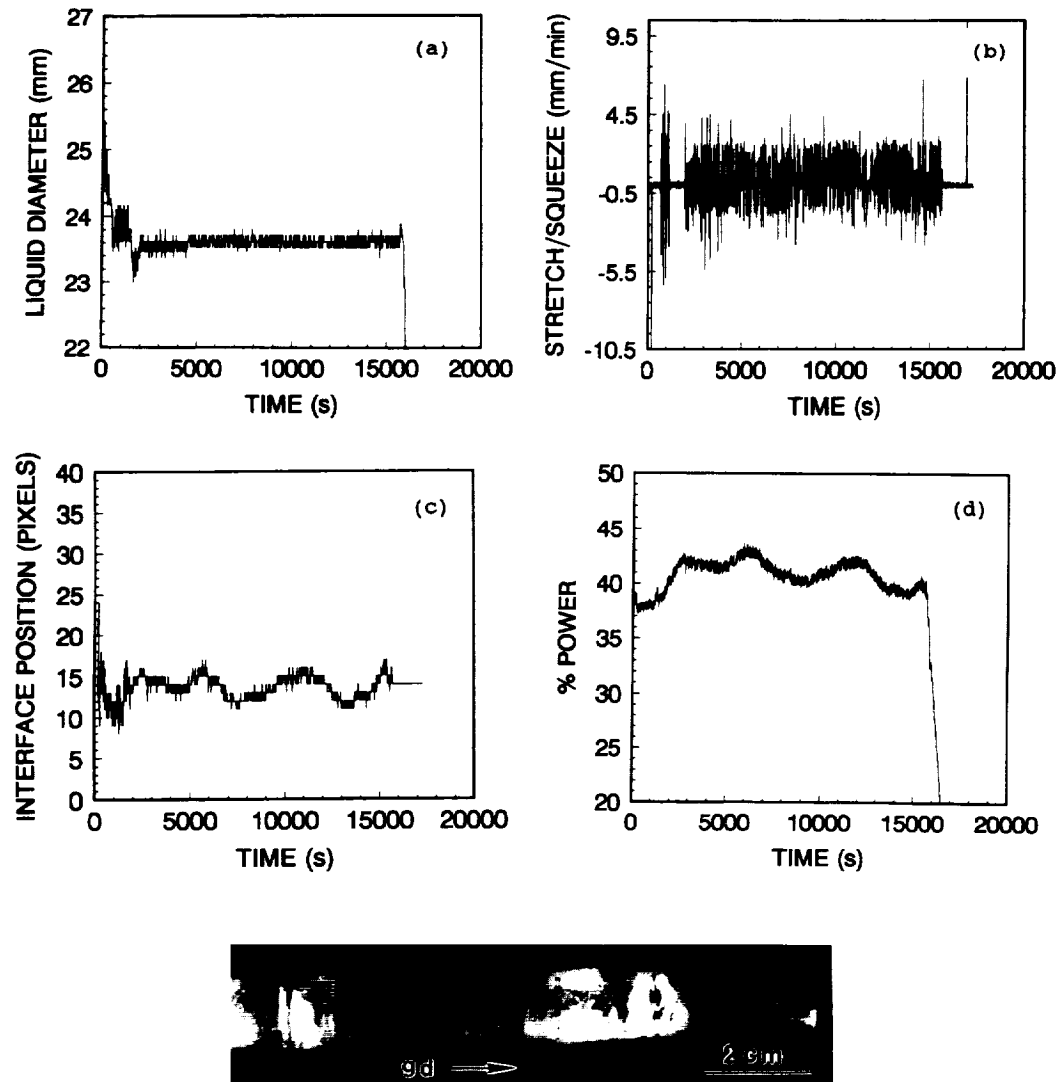 (a)
LIQUID DIAMETER (mm)
27
26
25
24
23
22
0 5000 10000 15000 20000
TIME (s)
(b)
STRETCH/SQUEEZE (mm/min)
9.5
4.5
-0.5
-5.5
-10.5
0 5000 10000 15000 20000
TIME (s)
(c)
INTERFACE POSITION (PIXELS)
40
35
30
25
20
15
10
5
0
0 5000 10000 15000 20000
TIME (s)
(d)
% POWER
50
45
40
35
30
25
20
0 5000 10000 15000 20000
TIME (s)
gd
2 cm